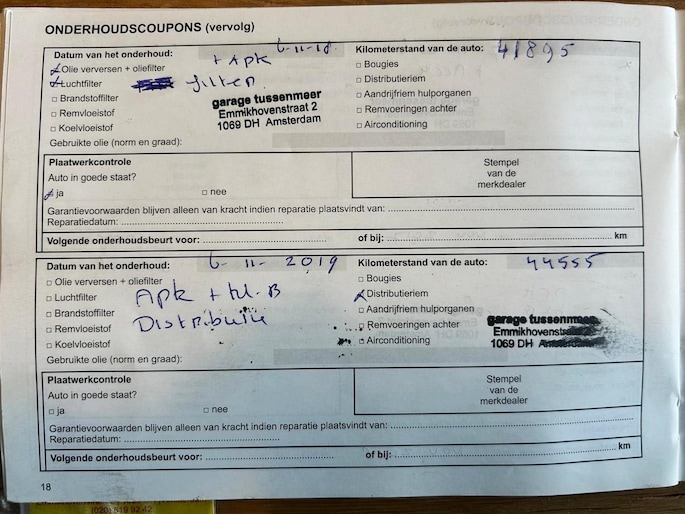 ONDERHOUDSCOUPONS (vervolg)
Datum van het onderhoud: 6-11-18 Kilometerstand van de auto: 41895
+ Apk
Olie verversen + oliefilter Bougies
Luchtfilter filter Distributieriem
Brandstoffilter garage tussenmeer Aandrijfriem hulporganen
Remvloeistof Emmikhovenstraat 2 Remvoeringen achter
Koelvloeistof 1069 DH Amsterdam Airconditioning
Gebruikte olie (norm en graad):
Plaatwerkcontrole Stempel
Auto in goede staat? van de
ja nee merkdealer
Garantievoorwaarden blijven alleen van kracht indien reparatie plaatsvindt van:
Reparatiedatum:
Volgende onderhoudsbeurt voor: of bij: km
Datum van het onderhoud: 6-11-2019 Kilometerstand van de auto: 44555
Olie verversen + oliefilter Bougies
Luchtfilter Apk + Kl.B Distributieriem
Brandstoffilter Distributie Aandrijfriem hulporganen garage tussenmeer
Remvloeistof Remvoeringen achter Emmikhovenst
Koelvloeistof Airconditioning 1069 DH
Gebruikte olie (norm en graad):
Plaatwerkcontrole Stempel
Auto in goede staat? van de
ja nee merkdealer
Garantievoorwaarden blijven alleen van kracht indien reparatie plaatsvindt van:
Reparatiedatum:
Volgende onderhoudsbeurt voor: of bij: km
18
(020) 619 82 42